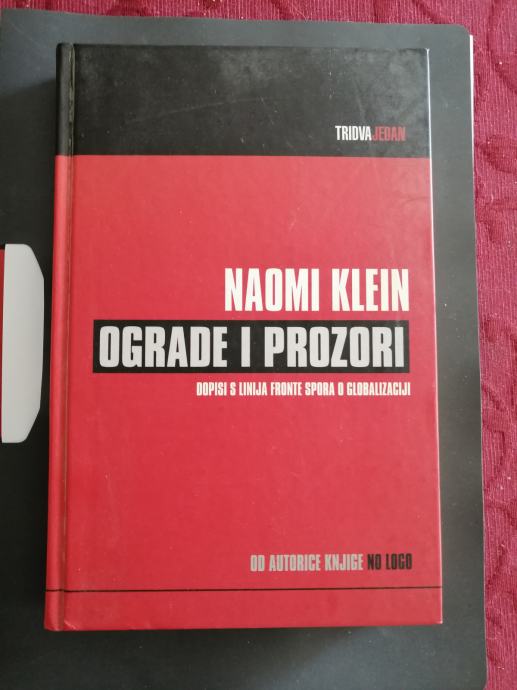 TRIDVAJEDAN
NAOMI KLEIN
OGRADE I PROZORI
DOPISI S LINIJA FRONTE SPORA O GLOBALIZACIJI
OD AUTORICE KNJIGE NO LOGO